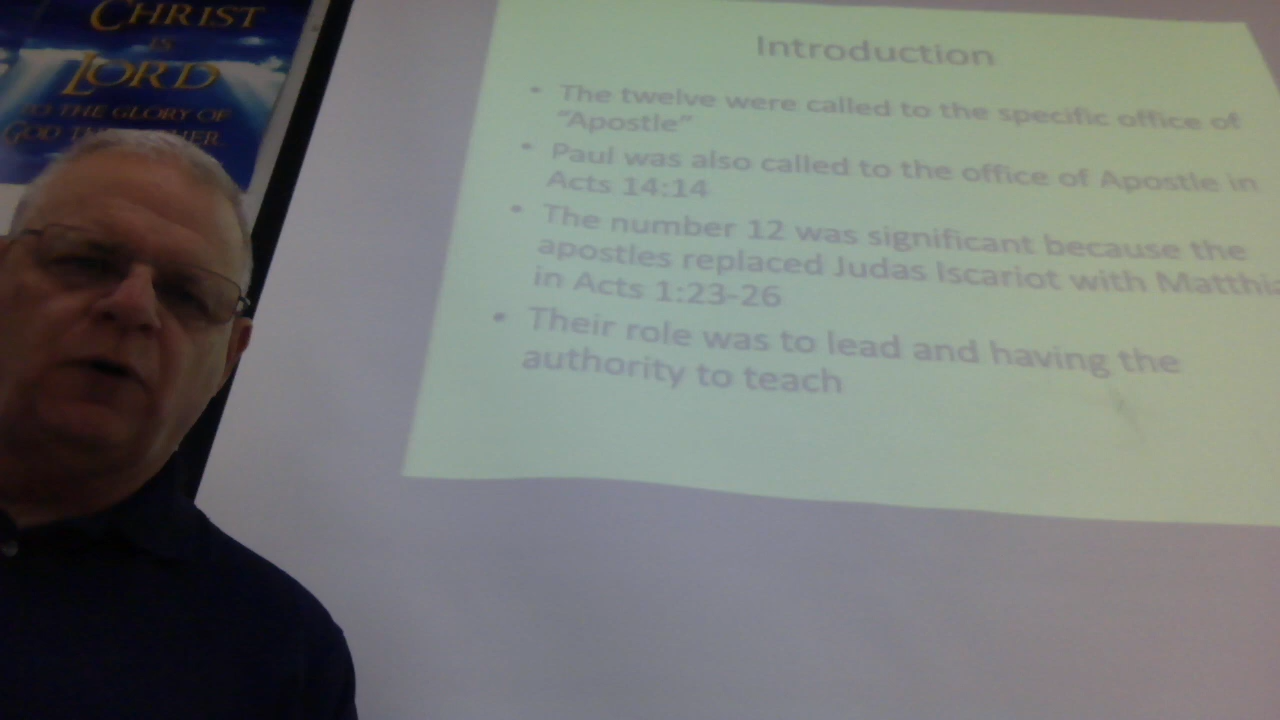 CHRIST
IS
LORD
TO THE GLORY OF
GOD THE
Introduction
• The twelve were called to the specific office of
"Apostle"
• Paul was also called to the office of Apostle in
Acts 14:14
• The number 12 was significant because the
apostles replaced Judas Iscariot with Matthi
in Acts 1:23-26
• Their role was to lead and having the
authority to teach